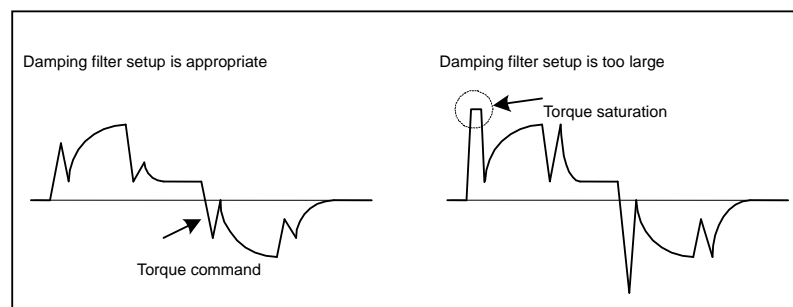 Damping filter setup is appropriate
Damping filter setup is too large
Torque saturation
Torque command